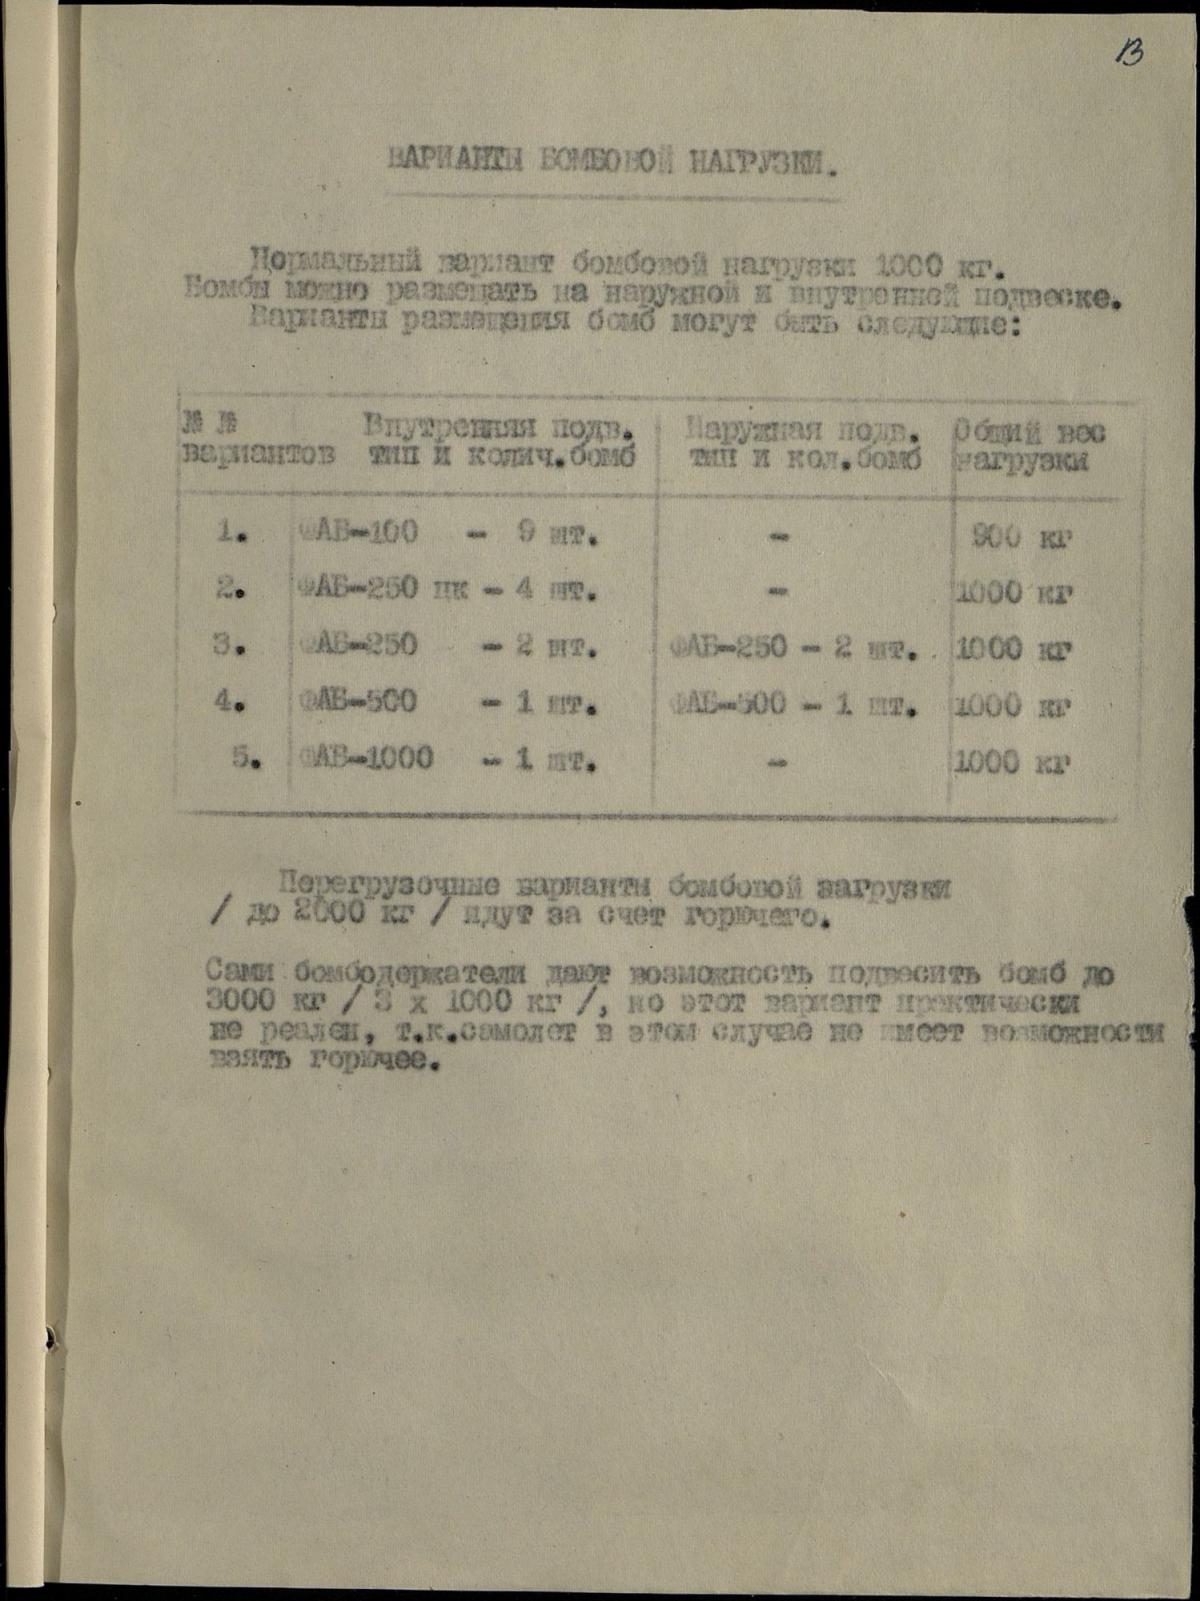 13
ВАРИАНТЫ БОМБОВОЙ НАГРУЗКИ.
Нормальный вариант бомбовой нагрузки 1000 кг.
Бомбы можно размещать на наружной и внутренней подвеске.
Варианты размещения бомб могут быть следующие:
№ № Внутренняя подв. Наружная подв. Общий вес
вариантов тип и колич.бомб тип и кол.бомб нагрузки
1. ФАБ-100 - 9 шт. - 900 кг
2. ФАБ-250 цк - 4 шт. - 1000 кг
3. ФАБ-250 - 2 шт. ФАБ-250 - 2 шт. 1000 кг
4. ФАБ-500 - 1 шт. ФАБ-500 - 1 шт. 1000 кг
5. ФАБ-1000 - 1 шт. - 1000 кг
Перегрузочные варианты бомбовой загрузки
/ до 2000 кг / идут за счет горючего.
Сами бомбодержатели дают возможность подвесить бомб до
3000 кг / 3 х 1000 кг /, но этот вариант практически
не реален, т.к.самолет в этом случае не имеет возможности
взять горючее.